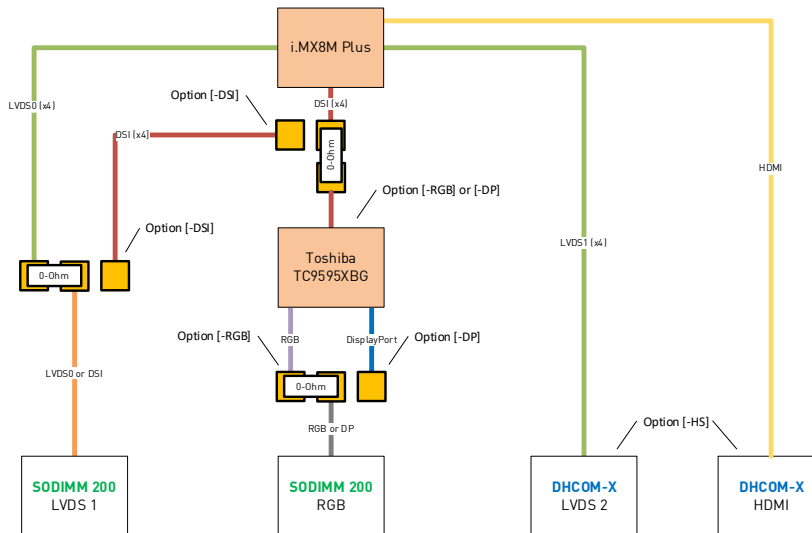 i.MX8M Plus
Option [-DSI]
DSI (x4)
LVDS0 (x4)
DSI (x4)
0-Ohm
HDMI
Option [-RGB] or [-DP]
Option [-DSI]
LVDS1 (x4)
Toshiba
TC9595XBG
0-Ohm
Option [-RGB]
RGB
DisplayPort
Option [-DP]
LVDS0 or DSI
0-Ohm
RGB or DP
Option [-HS]
SODIMM 200
LVDS 1
SODIMM 200
RGB
DHCOM-X
LVDS 2
DHCOM-X
HDMI